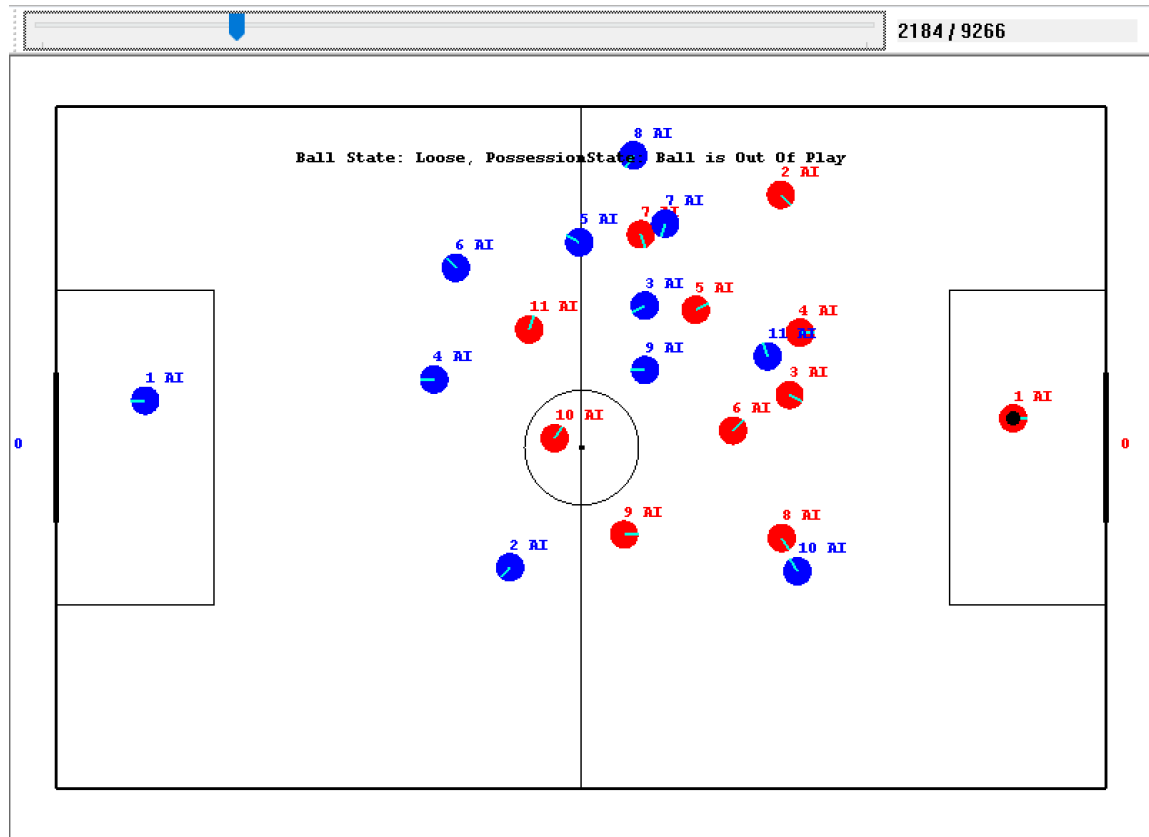 2184 / 9266
8 AI
Ball State: Loose, PossessionState: Ball is Out Of Play
2 AI
7 AI
7 AI
5 AI
6 AI
3 AI
5 AI
11 AI
4 AI
11 AI
9 AI
4 AI
3 AI
1 AI
1 AI
10 AI
6 AI
0
0
9 AI
8 AI
2 AI
10 AI